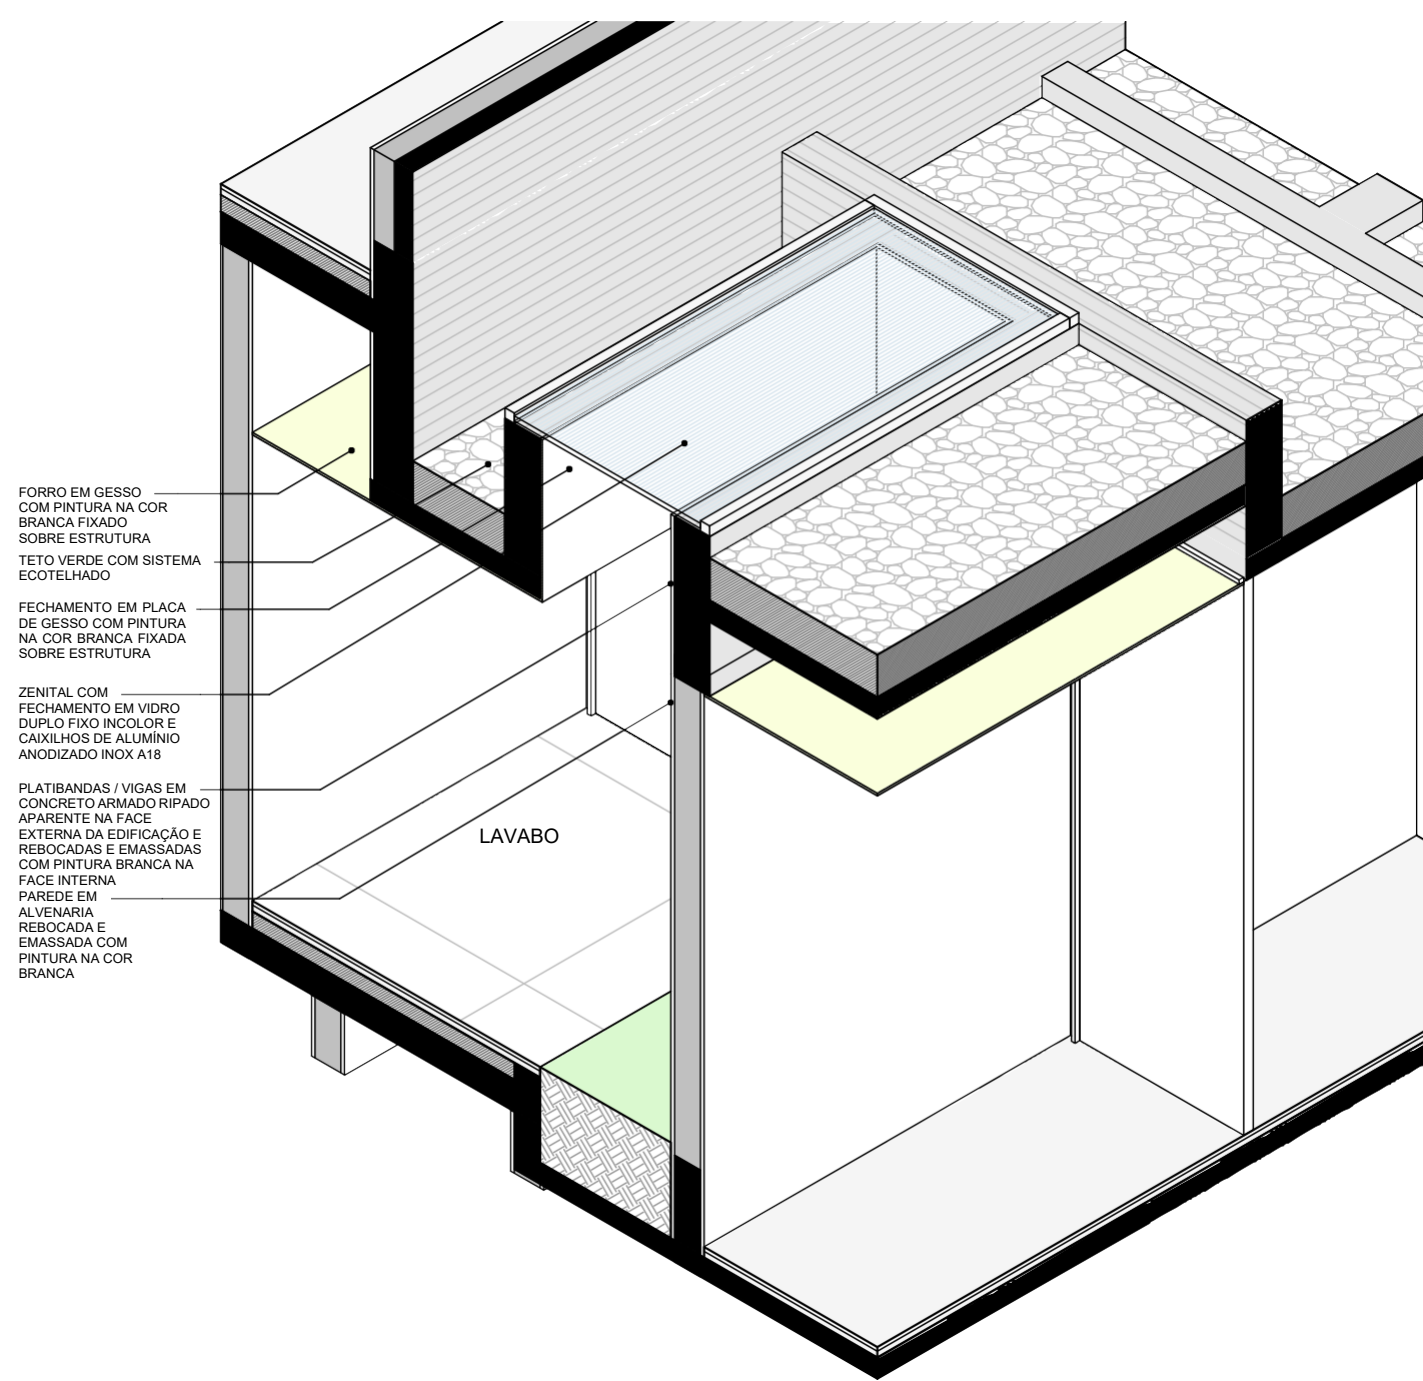 FORRO EM GESSO
COM PINTURA NA COR
BRANCA FIXADO
SOBRE ESTRUTURA
TETO VERDE COM SISTEMA
ECOTELHADO
FECHAMENTO EM PLACA
DE GESSO COM PINTURA
NA COR BRANCA FIXADA
SOBRE ESTRUTURA
ZENITAL COM
FECHAMENTO EM VIDRO
DUPLO FIXO INCOLOR E
CAIXILHOS DE ALUMÍNIO
ANODIZADO INOX A18
PLATIBANDAS / VIGAS EM
CONCRETO ARMADO RIPADO
APARENTE NA FACE
EXTERNA DA EDIFICAÇÃO E
REBOCADAS E EMASSADAS
COM PINTURA BRANCA NA
FACE INTERNA
PAREDE EM
ALVENARIA
REBOCADA E
EMASSADA COM
PINTURA NA COR
BRANCA
LAVABO